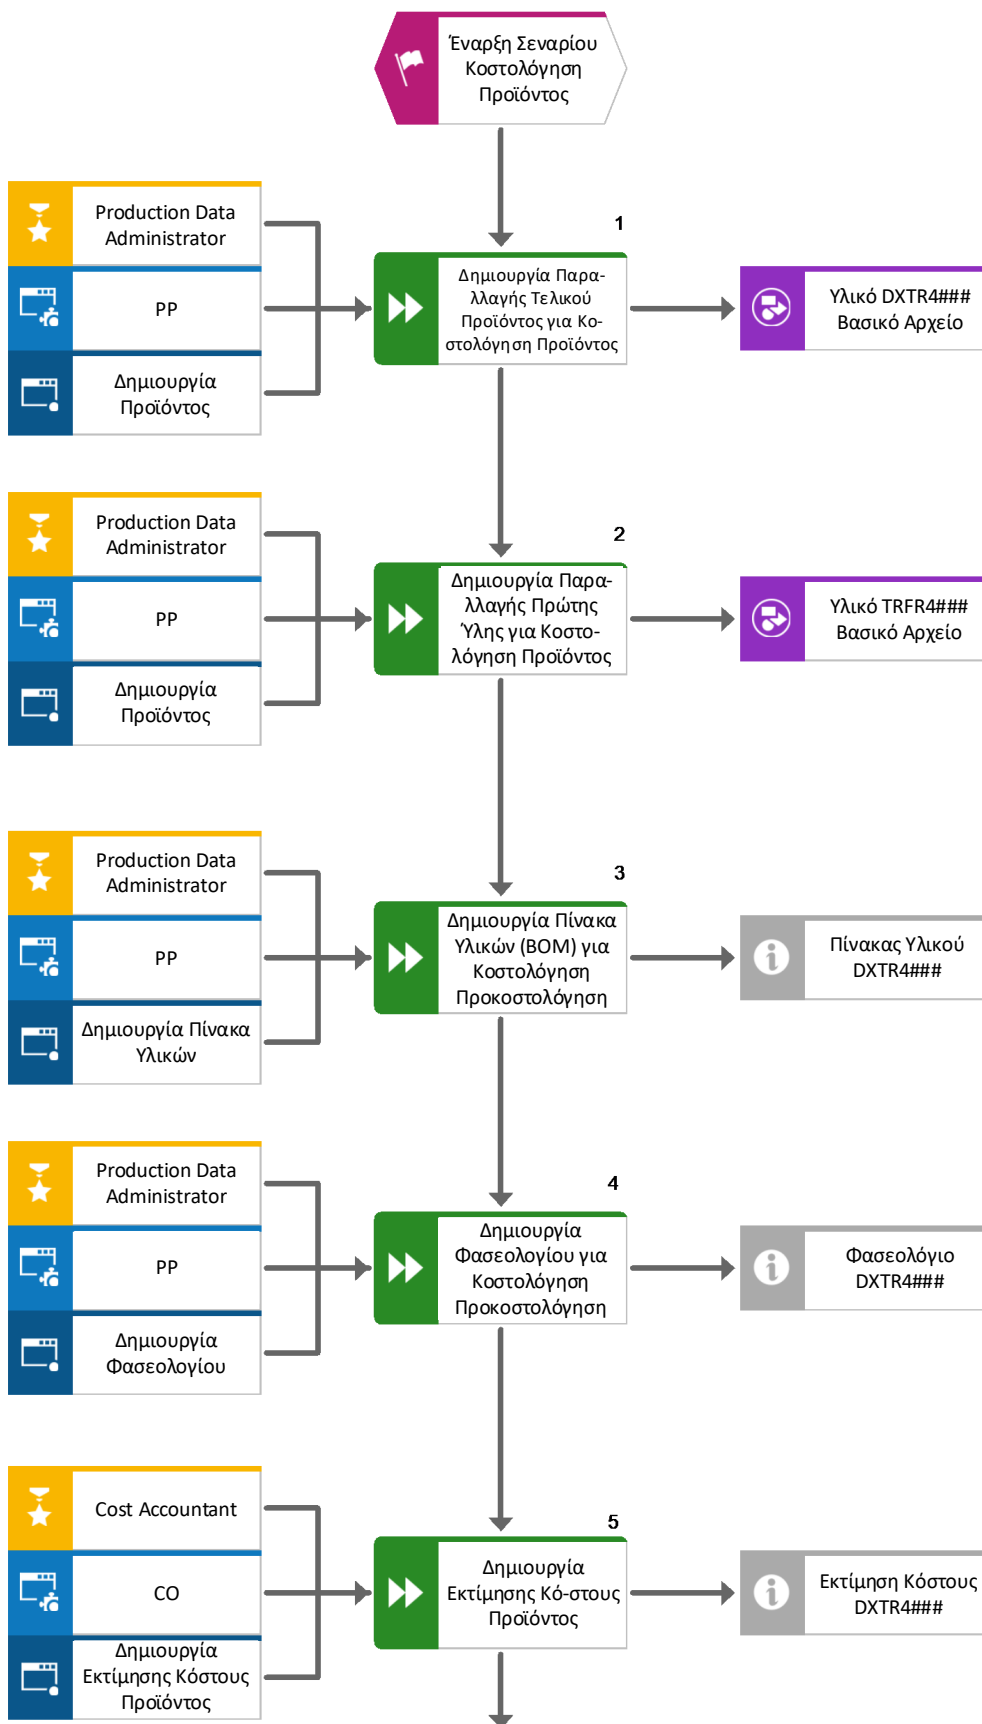 Έναρξη Σεναρίου
Κοστολόγηση
Προϊόντος
Production Data
Administrator
PP
Δημιουργία
Προϊόντος
1
Δημιουργία Παρα-
λλαγής Τελικού
Προϊόντος για Κο-
στολόγηση Προϊόντος
Υλικό DXTR4###
Βασικό Αρχείο
Production Data
Administrator
PP
Δημιουργία
Προϊόντος
2
Δημιουργία Παρα-
λλαγής Πρώτης
Ύλης για Κοστο-
λόγηση Προϊόντος
Υλικό TRFR4###
Βασικό Αρχείο
Production Data
Administrator
PP
Δημιουργία Πίνακα
Υλικών
3
Δημιουργία Πίνακα
Υλικών (BOM) για
Κοστολόγηση
Προκοστολόγηση
Πίνακας Υλικού
DXTR4###
Production Data
Administrator
PP
Δημιουργία
Φασεολογίου
4
Δημιουργία
Φασεολογίου για
Κοστολόγηση
Προκοστολόγηση
Φασεολόγιο
DXTR4###
Cost Accountant
CO
Δημιουργία
Εκτίμησης Κόστους
Προϊόντος
5
Δημιουργία
Εκτίμησης Κό-στους
Προϊόντος
Εκτίμηση Κόστους
DXTR4###